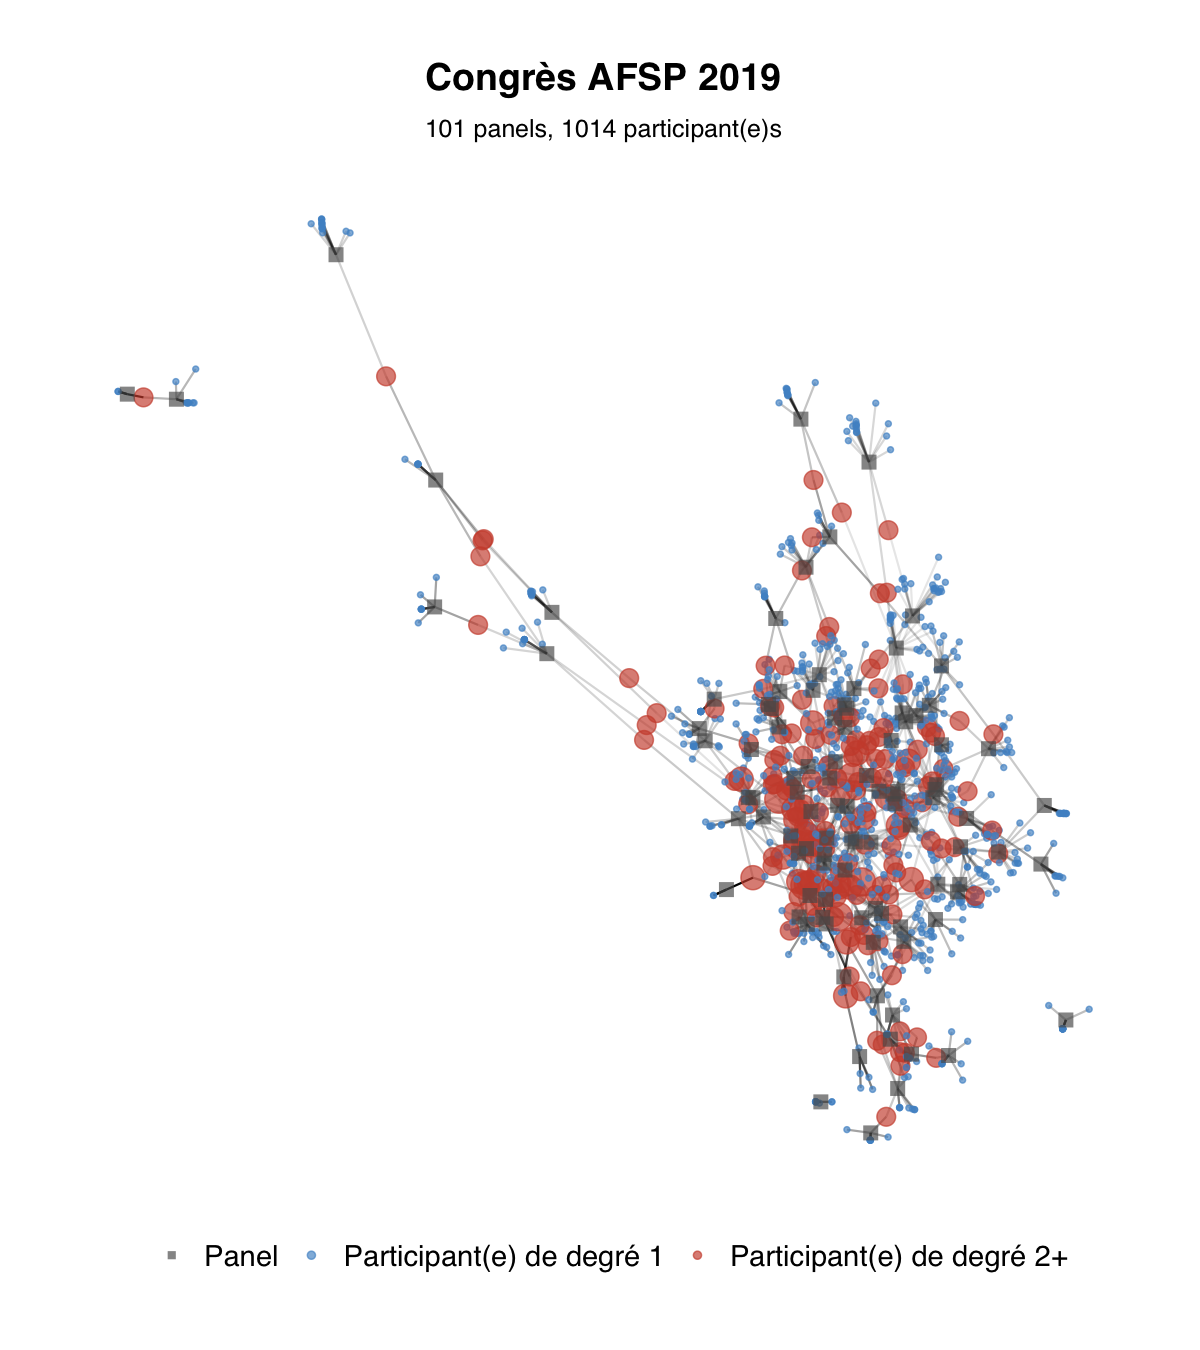 Congrès AFSP 2019
101 panels, 1014 participant(e)s
Panel Participant(e) de degré 1 Participant(e) de degré 2+